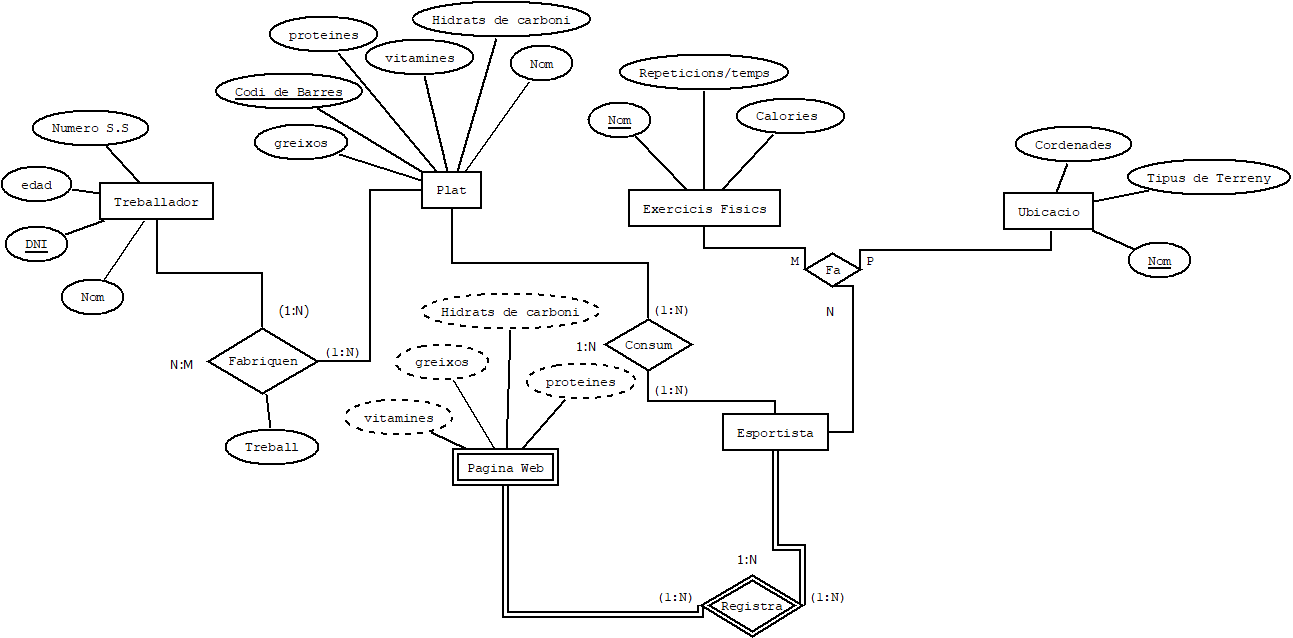 Hidrats de carboni
proteines
vitamines
Nom
Codi de Barres
greixos
Plat
Numero S.S
edad
Treballador
DNI
Nom
Repeticions/temps
Nom
Calories
Exercicis Fisics
Cordenades
Tipus de Terreny
Ubicacio
Nom
M
Fa
P
N
(1:N)
N:M
Fabriquen
(1:N)
Treball
Hidrats de carboni
greixos
proteines
vitamines
Pagina Web
(1:N)
1:N
Consum
(1:N)
Esportista
1:N
(1:N)
Registra
(1:N)